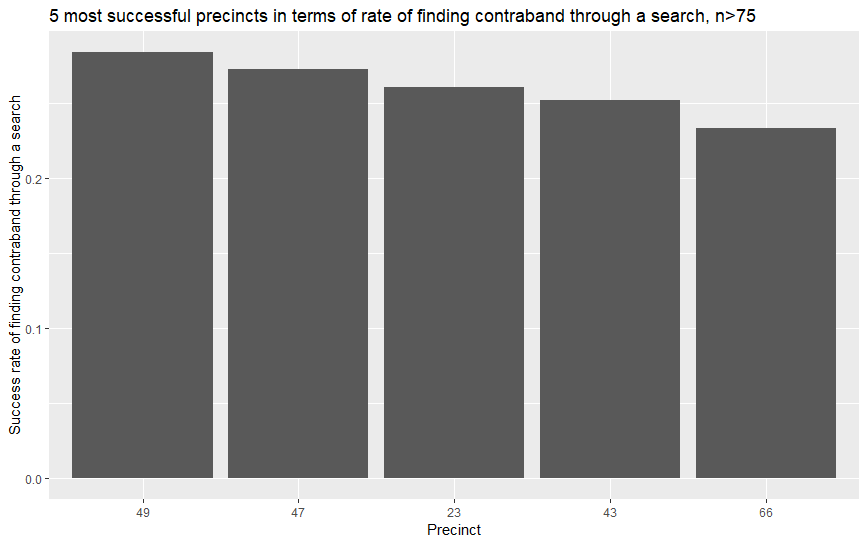 5 most successful precincts in terms of rate of finding contraband through a search, n>75
Success rate of finding contraband through a search
0.2
0.1
0.0
49 47 23 43 66
Precinct